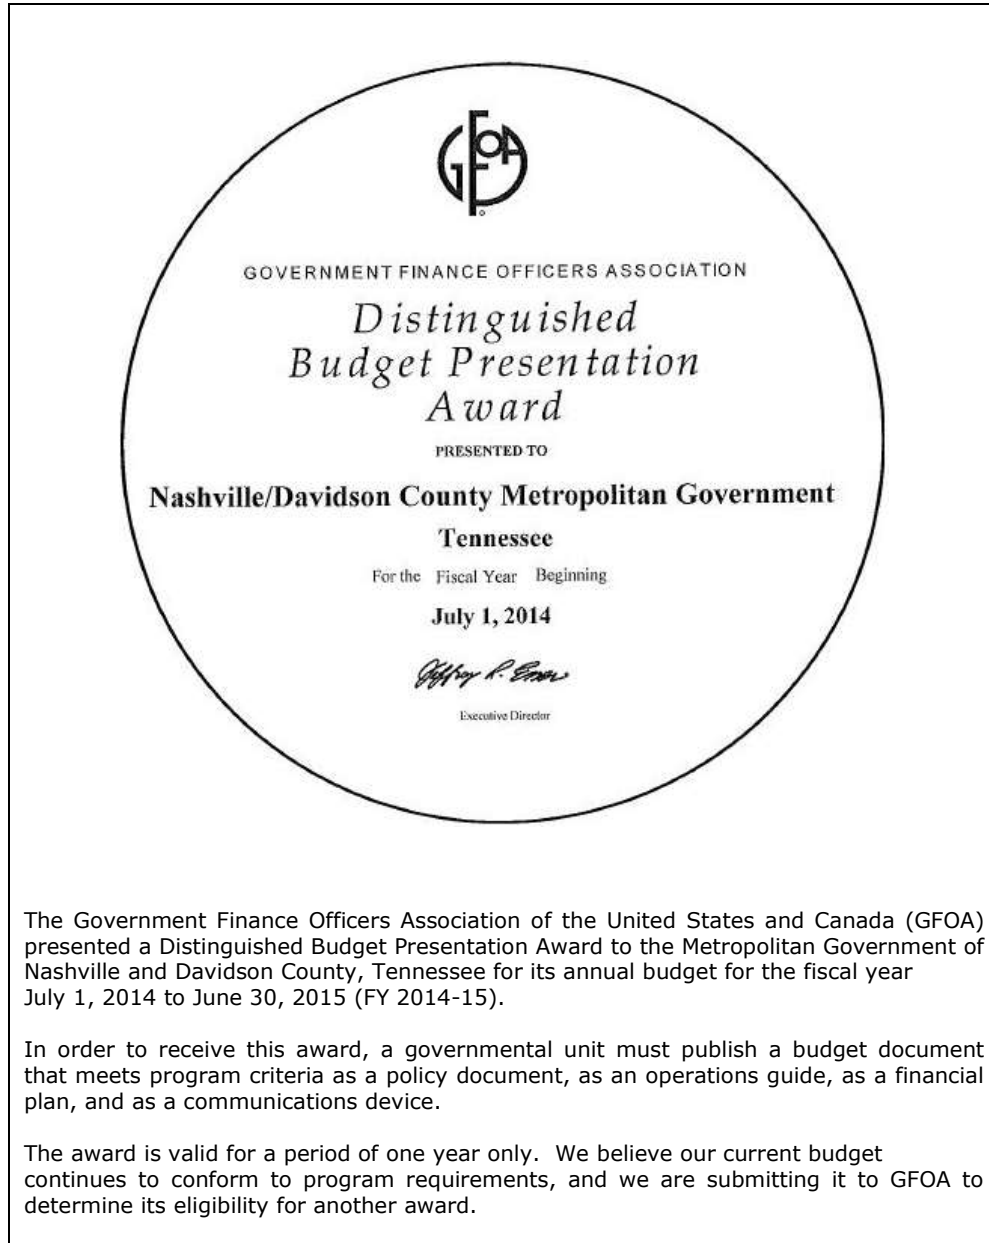 GFOA
GOVERNMENT FINANCE OFFICERS ASSOCIATION
Distinguished
Budget Presentation
Award
PRESENTED TO
Nashville/Davidson County Metropolitan Government
Tennessee
For the Fiscal Year Beginning
July 1, 2014
Executive Director
The Government Finance Officers Association of the United States and Canada (GFOA)
presented a Distinguished Budget Presentation Award to the Metropolitan Government of
Nashville and Davidson County, Tennessee for its annual budget for the fiscal year
July 1, 2014 to June 30, 2015 (FY 2014-15).
In order to receive this award, a governmental unit must publish a budget document
that meets program criteria as a policy document, as an operations guide, as a financial
plan, and as a communications device.
The award is valid for a period of one year only. We believe our current budget
continues to conform to program requirements, and we are submitting it to GFOA to
determine its eligibility for another award.